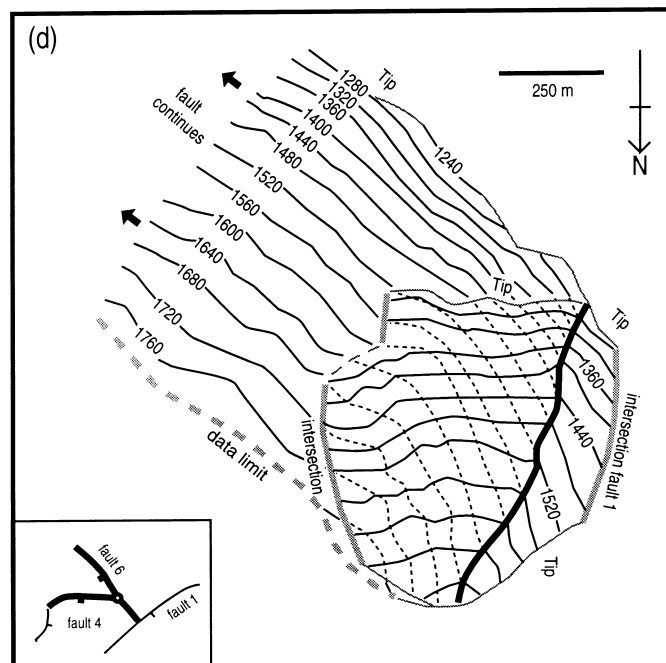 (d)
Tip
250 m
N
fault
continues
1280
1320
1360
1400
1440
1480
1520
1560
1600
1640
1680
1720
1760
1240
Tip
Tip
1360
1440
1520
intersection fault 1
intersection
data limit
Tip
fault 6
fault 4
fault 1